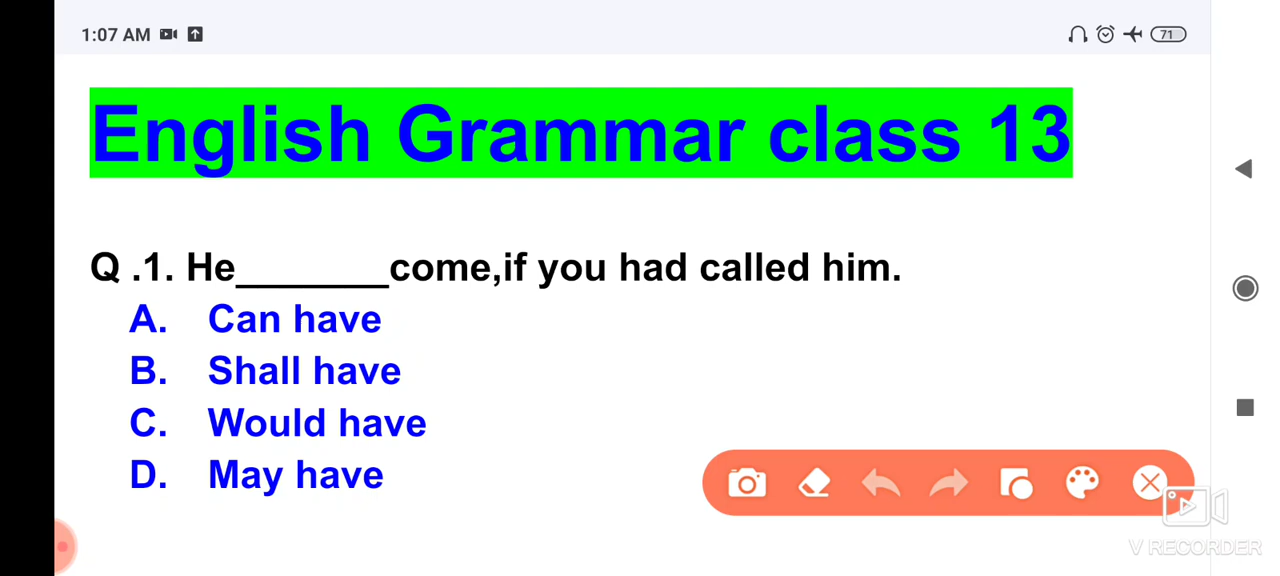 1:07 AM
71
English Grammar class 13
Q .1. He_______come,if you had called him.
A. Can have
B. Shall have
C. Would have
D. May have
V RECORDER